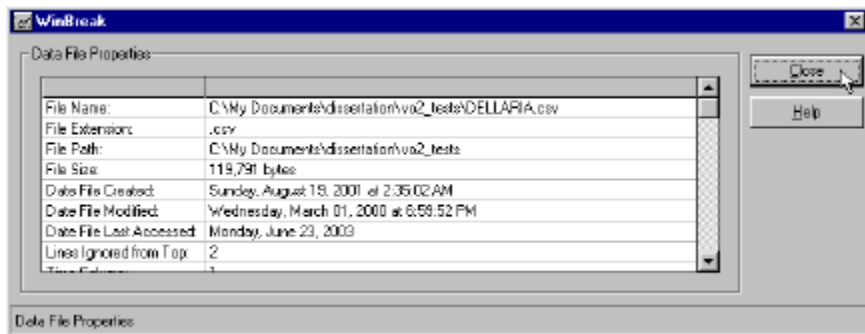 WinBreak
Data File Properties
Close
Help
File Name: C:\My Documents\dissertation\vo2_tests\DELLARIA.csv
File Extension: .csv
File Path: C:\My Documents\dissertation\vo2_tests
File Size: 119,791 bytes
Date File Created: Sunday, August 19, 2001 at 2:35:02 AM
Date File Modified: Wednesday, March 01, 2000 at 6:59:52 PM
Date File Last Accessed: Monday, June 23, 2003
Lines Ignored from Top: 2
Data File Properties